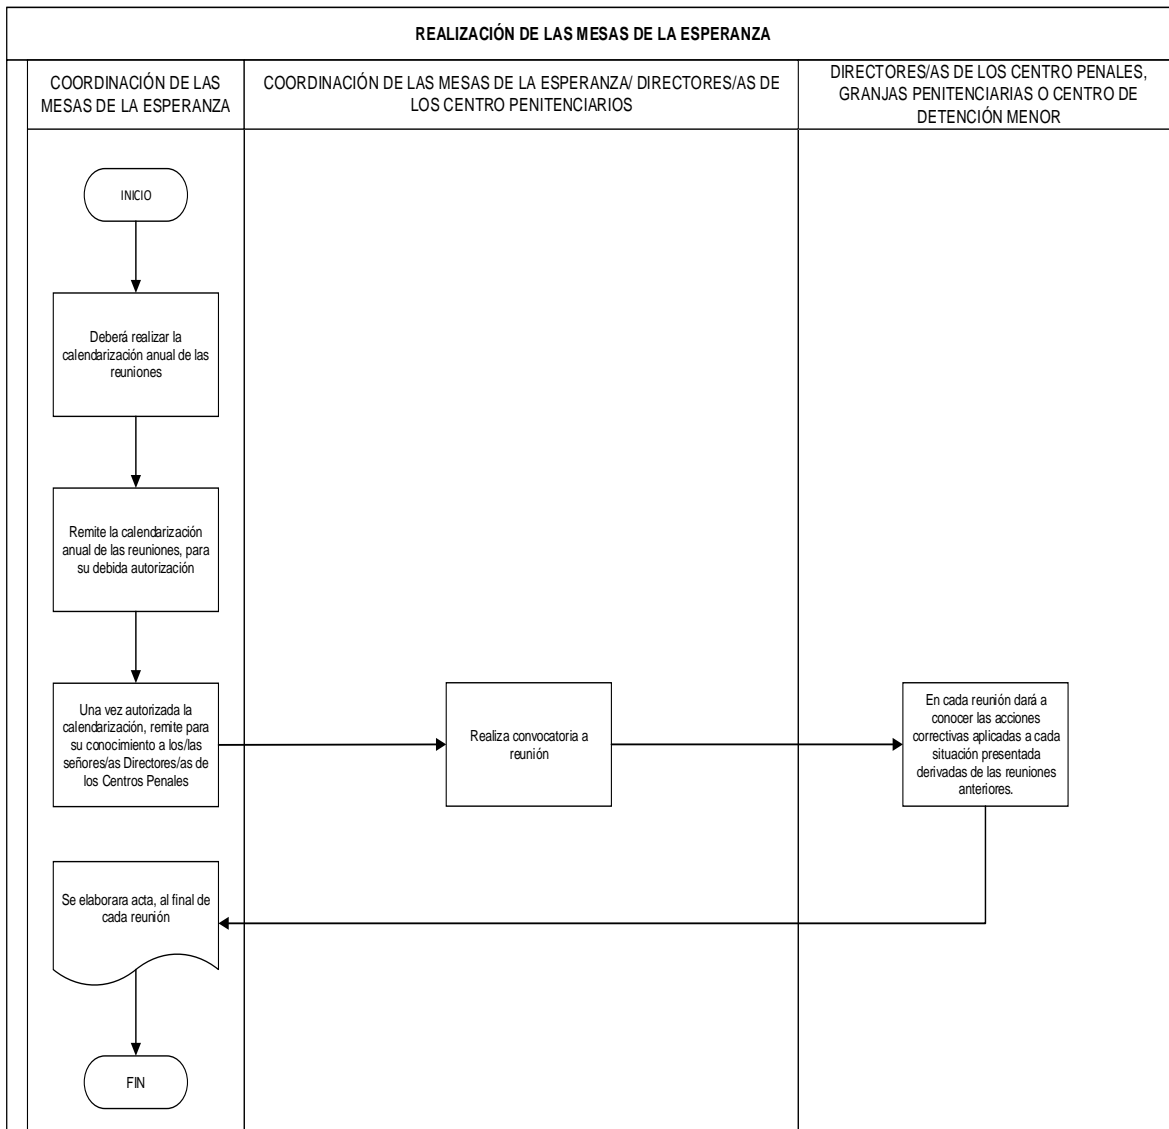 REALIZACIÓN DE LAS MESAS DE LA ESPERANZA
COORDINACIÓN DE LAS
MESAS DE LA ESPERANZA
COORDINACIÓN DE LAS MESAS DE LA ESPERANZA/ DIRECTORES/AS DE
LOS CENTRO PENITENCIARIOS
DIRECTORES/AS DE LOS CENTRO PENALES,
GRANJAS PENITENCIARIAS O CENTRO DE
DETENCIÓN MENOR
INICIO
Deberá realizar la
calendarización anual de las
reuniones
Remite la calendarización
anual de las reuniones, para
su debida autorización
Una vez autorizada la
calendarización, remite para
su conocimiento a los/las
señores/as Directores/as de
los Centros Penales
Realiza convocatoria a
reunión
En cada reunión dará a
conocer las acciones
correctivas aplicadas a cada
situación presentada
derivadas de las reuniones
anteriores.
Se elaborara acta, al final de
cada reunión
FIN